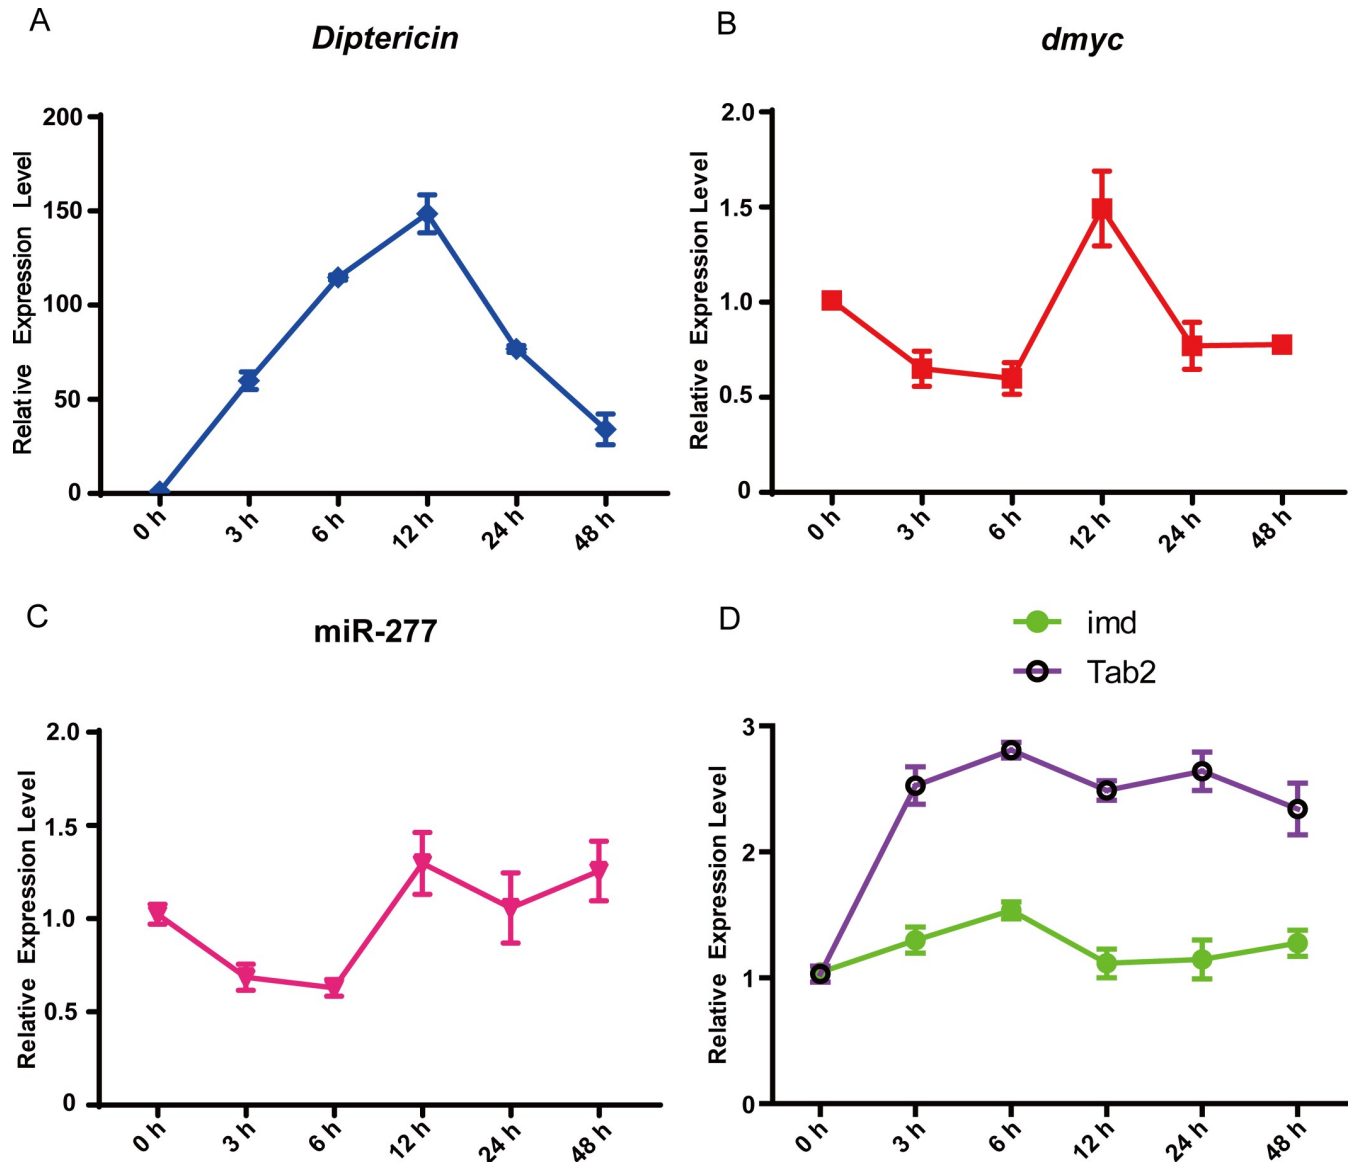 A
Diptericin
Relative Expression Level
200
150
100
50
0
0 h
3 h
6 h
12 h
24 h
48 h
B
dmyc
Relative Expression Level
2.0
1.5
1.0
0.5
0
0 h
3 h
6 h
12 h
24 h
48 h
C
miR-277
Relative Expression Level
2.0
1.5
1.0
0.5
0
0 h
3 h
6 h
12 h
24 h
48 h
D
imd
Tab2
Relative Expression Level
3
2
1
0
0 h
3 h
6 h
12 h
24 h
48 h